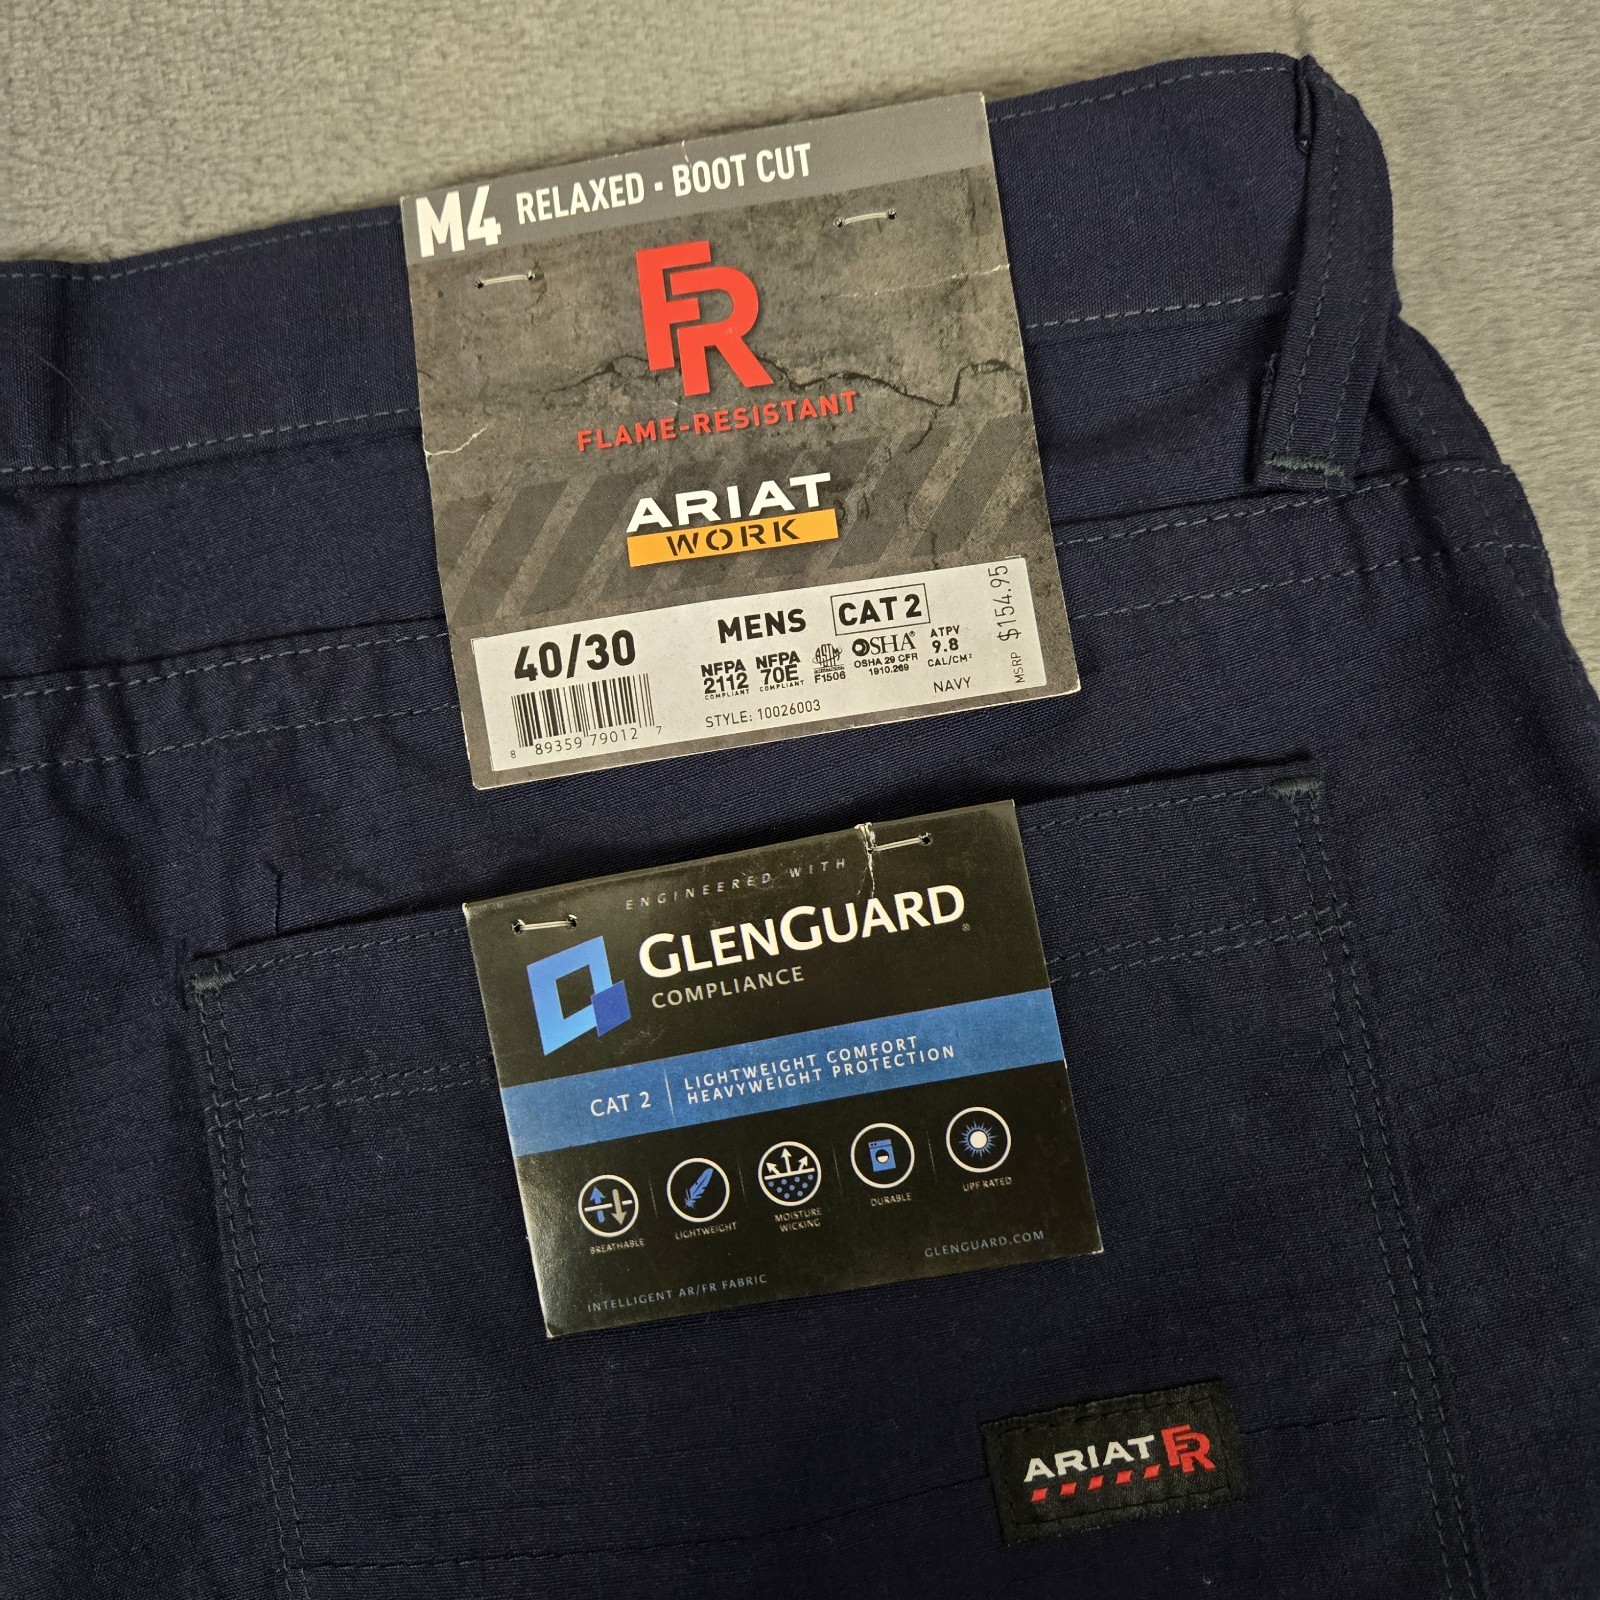 M4 RELAXED · BOOT CUT
FR
FLAME-RESISTANT
ARIAT
WORK
40/30
MENS
CAT 2
NFPA
2112
COMPLIANT
NFPA
70E
COMPLIANT
ASTM
INTERNATIONAL
F1506
OSHA®
OSHA 29 CFR
1910.269
ATPV
9.8
CAL/CM²
MSRP $154.95
8 89359 79012 7
STYLE: 10026003
NAVY
ENGINEERED WITH
GLENGUARD®
COMPLIANCE
CAT 2
LIGHTWEIGHT COMFORT
HEAVYWEIGHT PROTECTION
BREATHABLE
LIGHTWEIGHT
MOISTURE
WICKING
DURABLE
UPF RATED
INTELLIGENT AR/FR FABRIC
GLENGUARD.COM
ARIAT FR